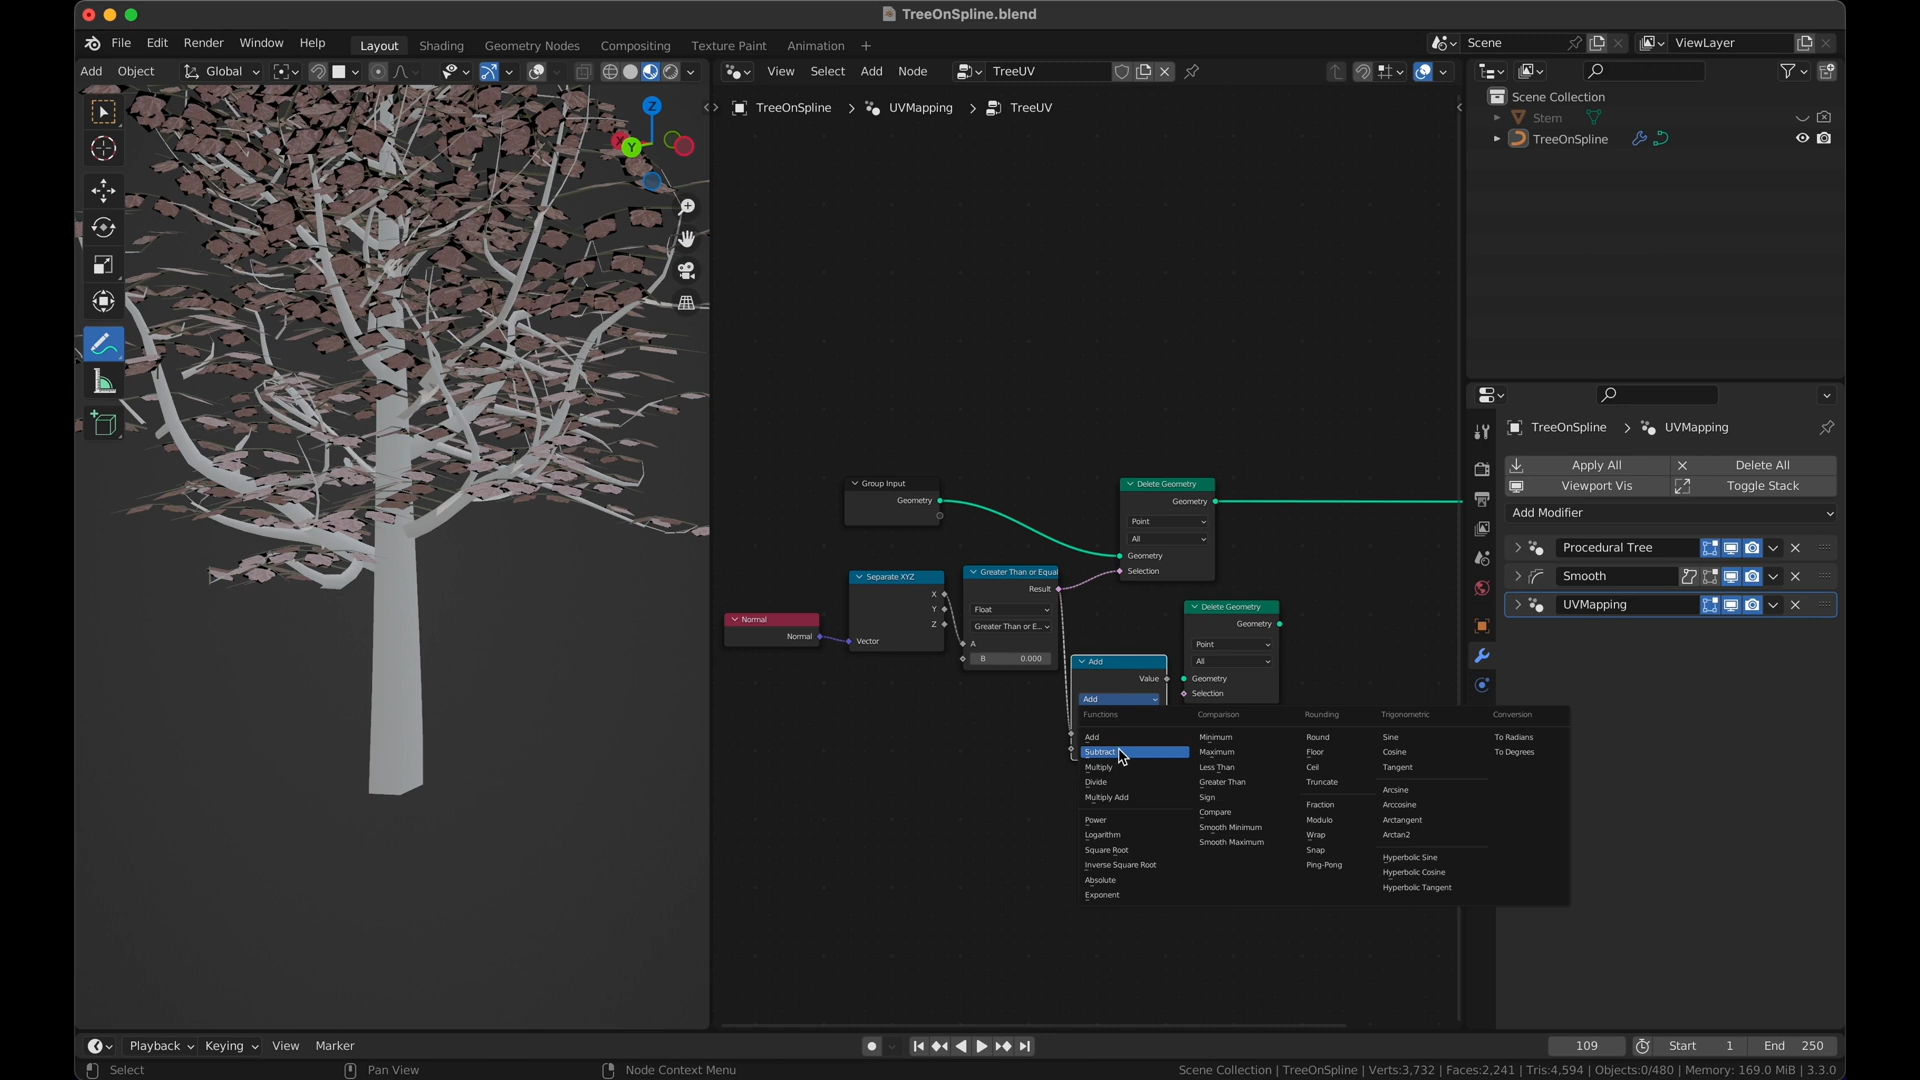 TreeOnSpline.blend
File Edit Render Window Help Layout Shading Geometry Nodes Compositing Texture Paint Animation + Scene ViewLayer
Add Object Global View Select Add Node TreeUV
TreeOnSpline > UVMapping > TreeUV
Scene Collection
Stem
TreeOnSpline
Z
X
Y
TreeOnSpline > UVMapping
Apply All Delete All
Viewport Vis Toggle Stack
Add Modifier
Procedural Tree
Smooth
UVMapping
Group Input
Geometry
Delete Geometry
Geometry
Point
All
Geometry
Selection
Normal
Normal
Separate XYZ
X
Y
Z
Vector
Greater Than or Equal
Result
Float
Greater Than or E...
A
B 0.000
Delete Geometry
Geometry
Point
All
Geometry
Selection
Add
Value
Add
Functions Comparison Rounding Trigonometric Conversion
Add Minimum Round Sine To Radians
Subtract Maximum Floor Cosine To Degrees
Multiply Less Than Ceil Tangent
Divide Greater Than Truncate Arcsine
Multiply Add Sign Fraction Arccosine
Power Compare Modulo Arctangent
Logarithm Smooth Minimum Wrap Arctan2
Square Root Smooth Maximum Snap Hyperbolic Sine
Inverse Square Root Ping-Pong Hyperbolic Cosine
Absolute Hyperbolic Tangent
Exponent
Playback Keying View Marker 109 Start 1 End 250
Select Pan View Node Context Menu Scene Collection | TreeOnSpline | Verts:3,732 | Faces:2,241 | Tris:4,594 | Objects:0/480 | Memory: 169.0 MiB | 3.3.0